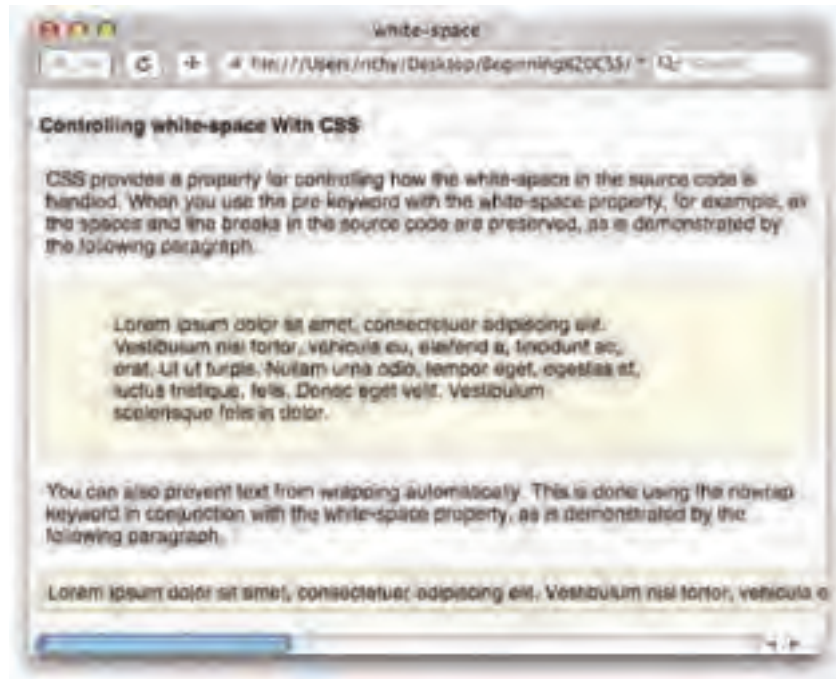 white-space
file:///Users/richy/Desktop/Beginning%20CSS/
Controlling white-space With CSS
CSS provides a property for controlling how the white-space in the source code is
handled. When you use the pre keyword with the white-space property, for example, all
the spaces and line breaks in the source code are preserved, as is demonstrated by
the following paragraph.
Lorem ipsum dolor sit amet, consectetuer adipiscing elit.
Vestibulum nisi tortor, vehicula eu, eleifend a, tincidunt ac,
erat. Ut ut turpis. Nullam urna odio, tempor eget, egestas et,
luctus tristique, felis. Donec eget velit. Vestibulum
scelerisque felis in dolor.
You can also prevent text from wrapping automatically. This is done using the nowrap
keyword in conjunction with the white-space property, as is demonstrated by the
following paragraph.
Lorem ipsum dolor sit amet, consectetuer adipiscing elit. Vestibulum nisi tortor, vehicula e